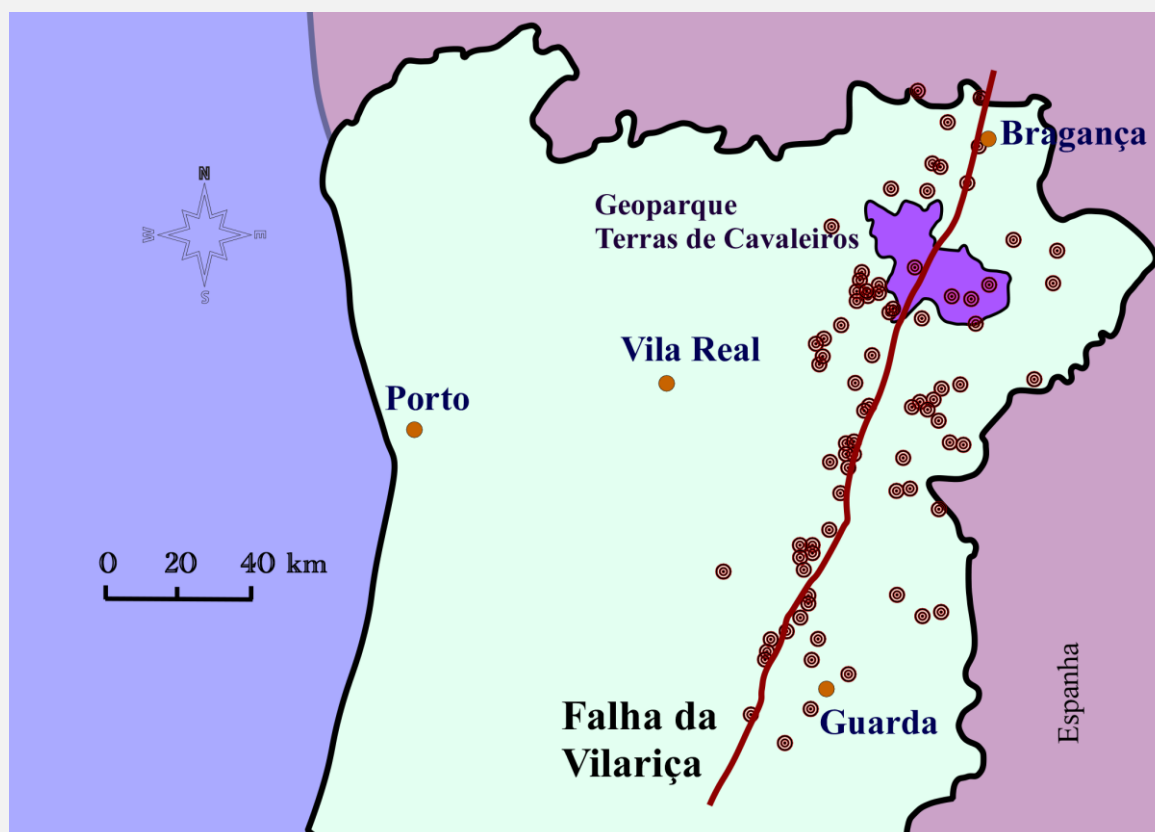 N
W
E
S
Bragança
Geoparque
Terras de Cavaleiros
Vila Real
Porto
0 20 40 km
Falha da
Vilariça
Guarda
Espanha